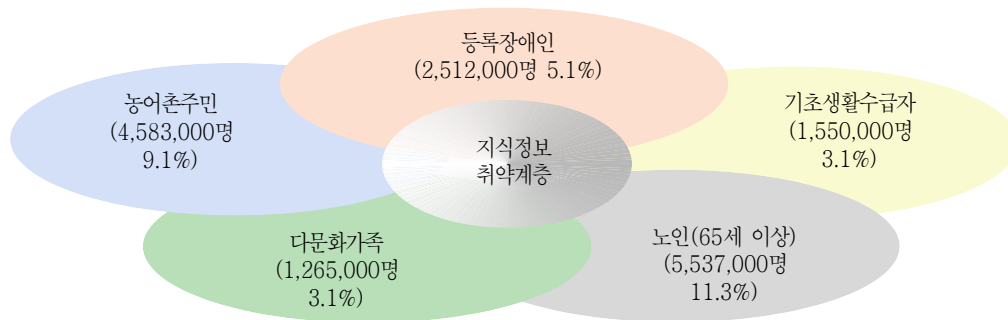 등록장애인
(2,512,000명 5.1%)
농어촌주민
(4,583,000명
9.1%)
기초생활수급자
(1,550,000명
3.1%)
지식정보
취약계층
다문화가족
(1,265,000명
3.1%)
노인(65세 이상)
(5,537,000명
11.3%)